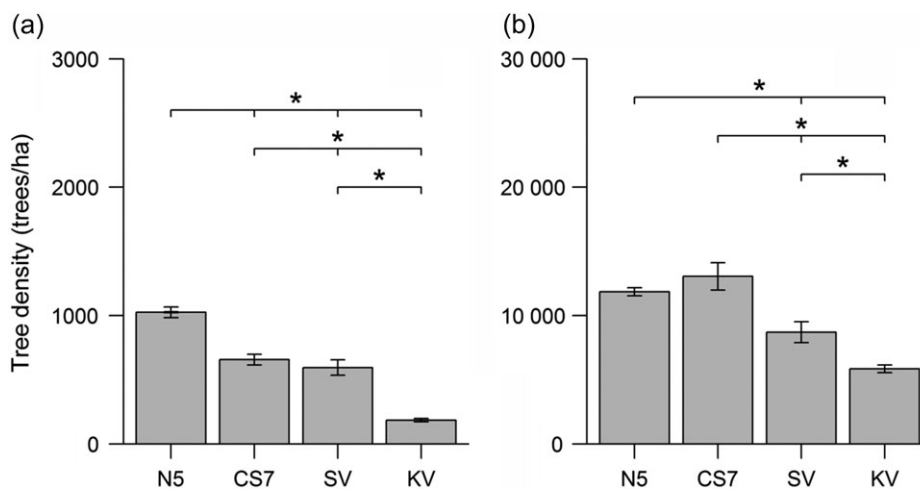 (a)
(b)
Tree density (trees/ha)
3000
2000
1000
0
*
*
*
N5 CS7 SV KV
30 000
20 000
10 000
0
*
*
*
N5 CS7 SV KV